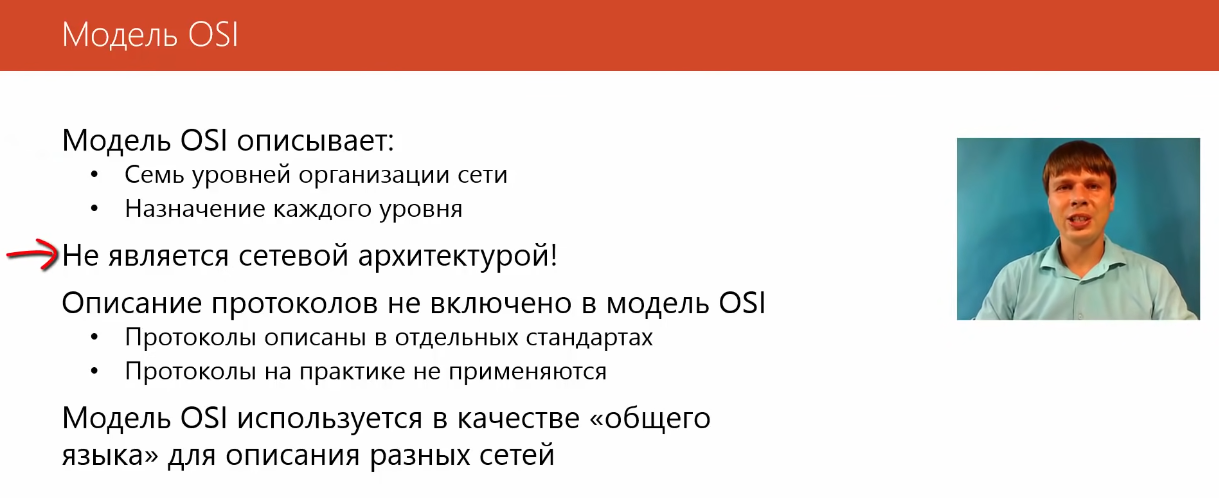 Модель OSI
Модель OSI описывает:
• Семь уровней организации сети
• Назначение каждого уровня
Не является сетевой архитектурой!
Описание протоколов не включено в модель OSI
• Протоколы описаны в отдельных стандартах
• Протоколы на практике не применяются
Модель OSI используется в качестве «общего
языка» для описания разных сетей